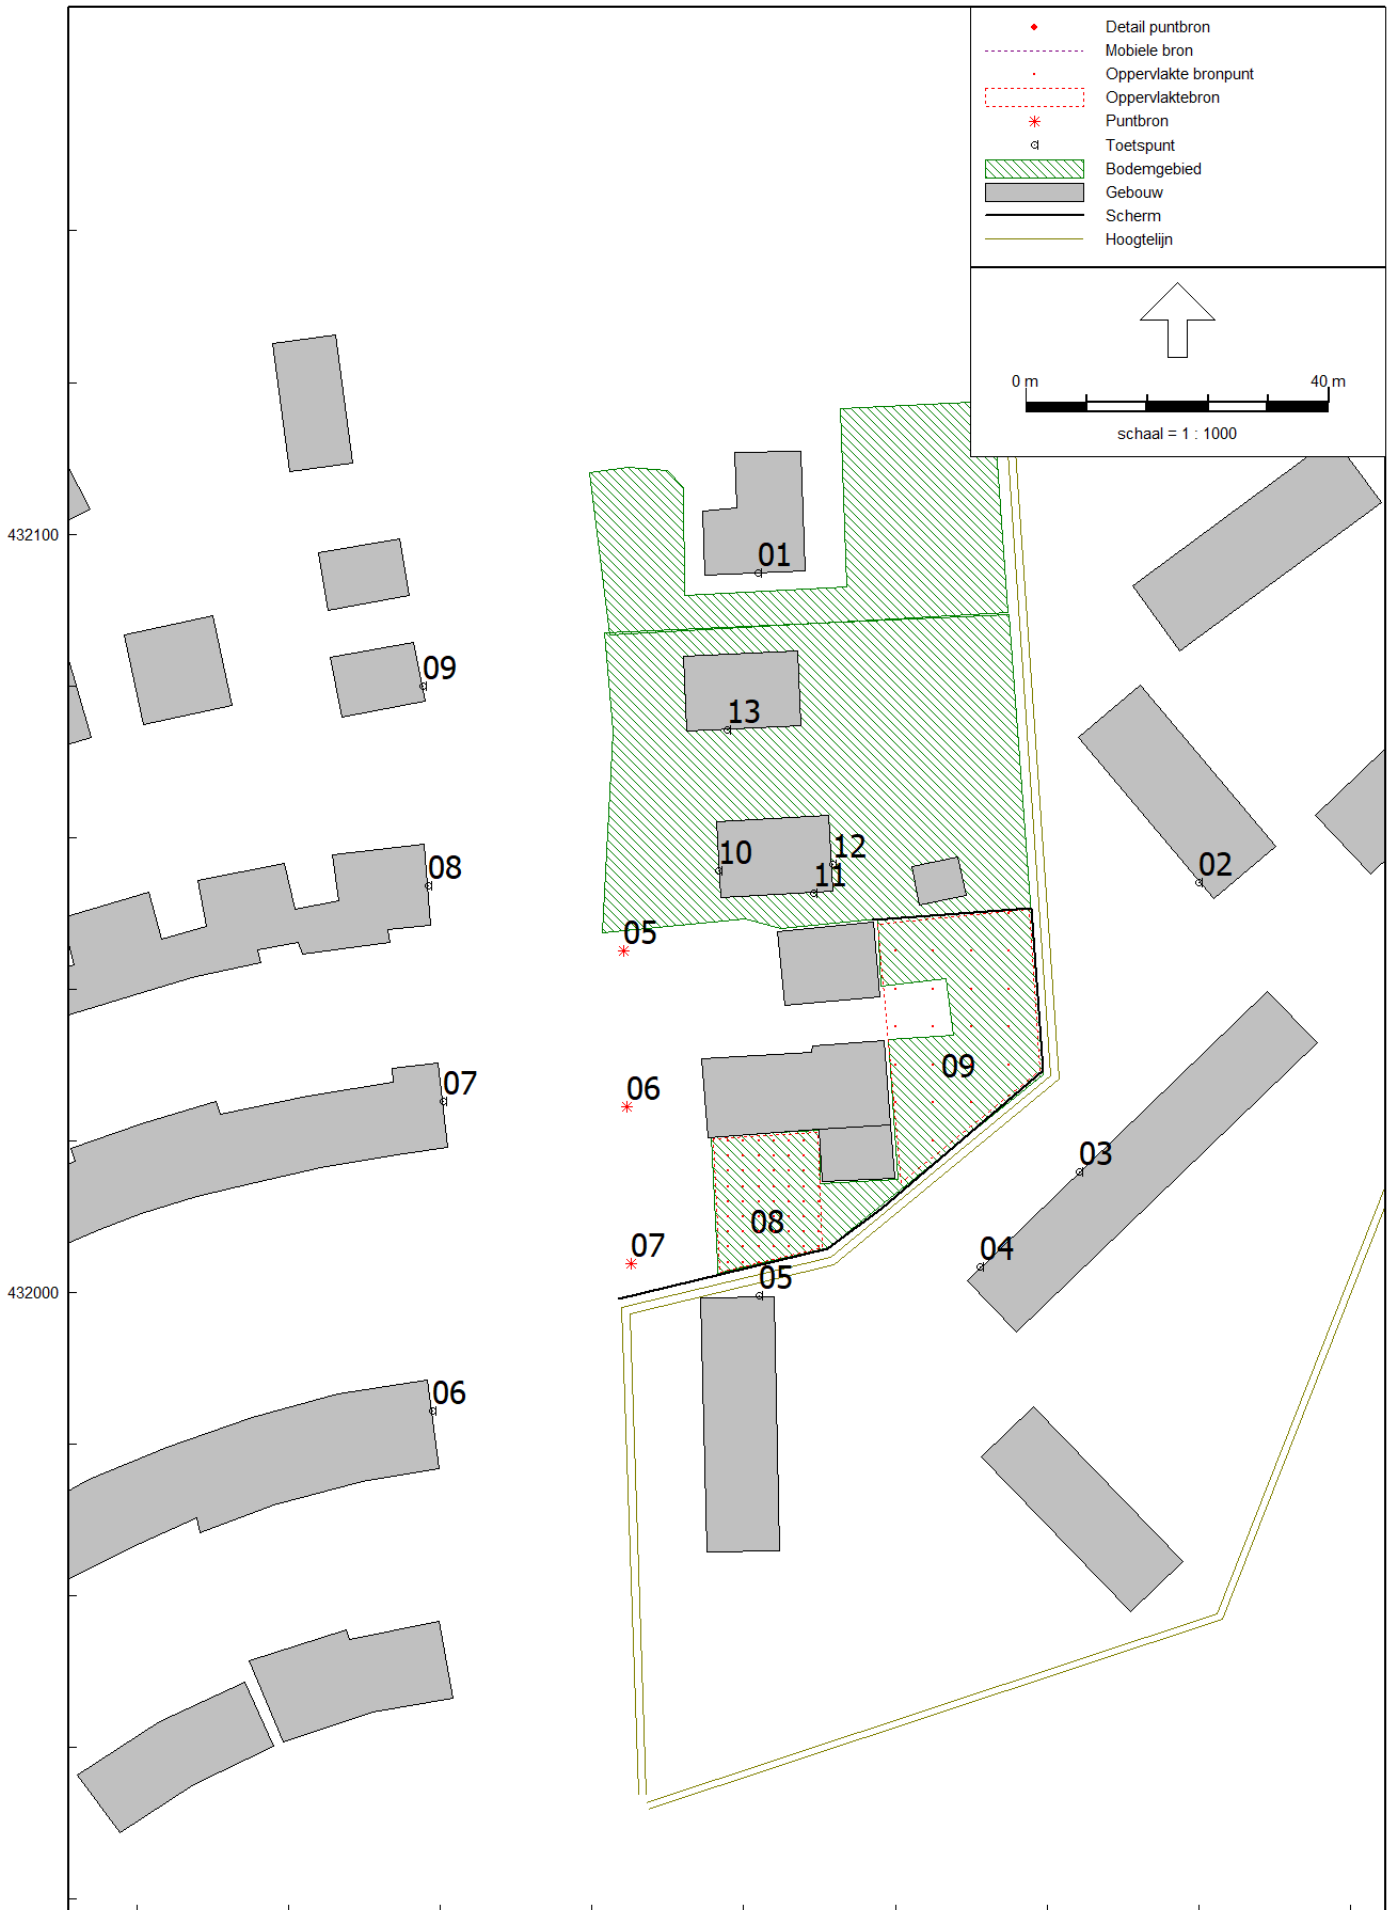 Detail puntbron
Mobiele bron
Oppervlakte bronpunt
Oppervlaktebron
Puntbron
Toetspunt
Bodemgebied
Gebouw
Scherm
Hoogtelijn
0 m 40 m
schaal = 1 : 1000
432100
01
09
13
12
10
11
08
02
05
09
07
06
03
08
07
04
05
432000
06